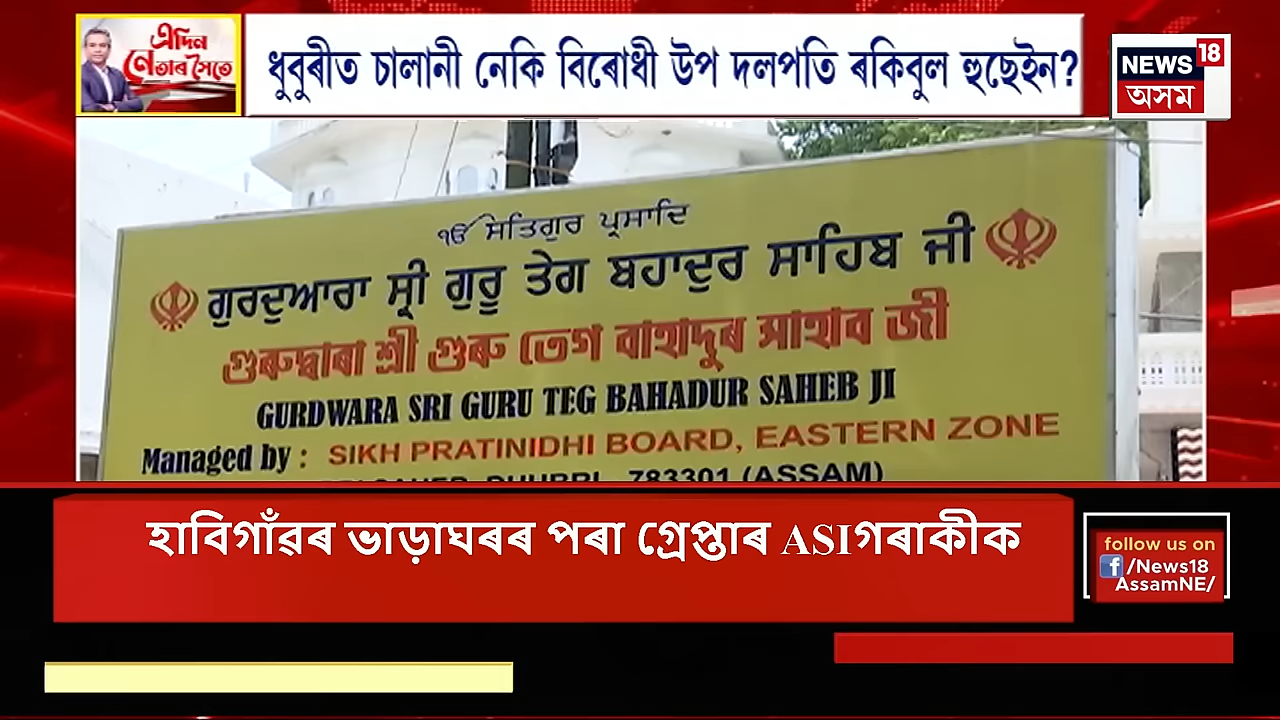 এদিন
নেতাৰ সৈতে
ধুবুৰীত চালানী নেকি বিৰোধী উপ দলপতি ৰকিবুল হুছেইন?
NEWS 18
অসম
ੴ ਸਤਿਗੁਰ ਪ੍ਰਸਾਦਿ
ਗੁਰਦੁਆਰਾ ਸ੍ਰੀ ਗੁਰੂ ਤੇਗ ਬਹਾਦੁਰ ਸਾਹਿਬ ਜੀ
গুৰুদ্বাৰা শ্ৰী গুৰু তেগ বাহাদুৰ সাহাব জী
GURDWARA SRI GURU TEG BAHADUR SAHEB JI
Managed by : SIKH PRATINIDHI BOARD, EASTERN ZONE
DHUBRI 783301 (ASSAM)
হাবিগাঁৱৰ ভাড়াঘৰৰ পৰা গ্ৰেপ্তাৰ ASIগৰাকীক
follow us on
f /News18
AssamNE/